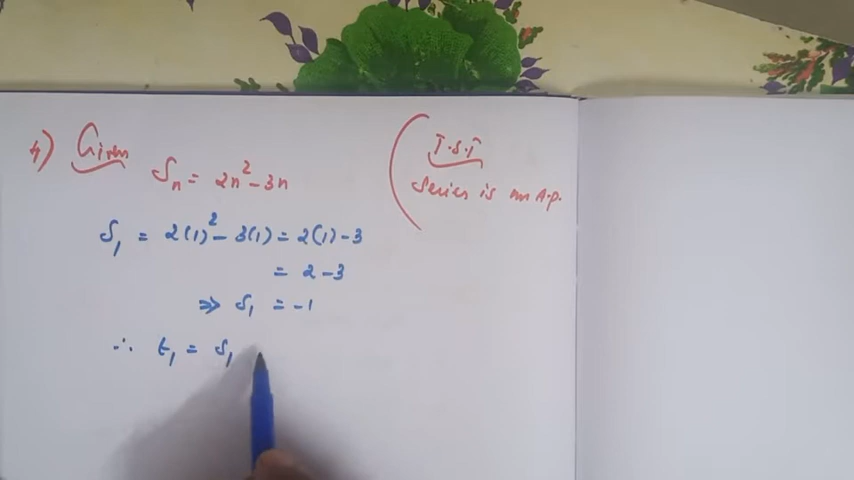 4) Given
T.S.T
Sₙ = 2n² - 3n
Series is an A.p.
S₁ = 2(1)² - 3(1) = 2(1) - 3
= 2 - 3
⇒ S₁ = -1
∴ t₁ = S₁